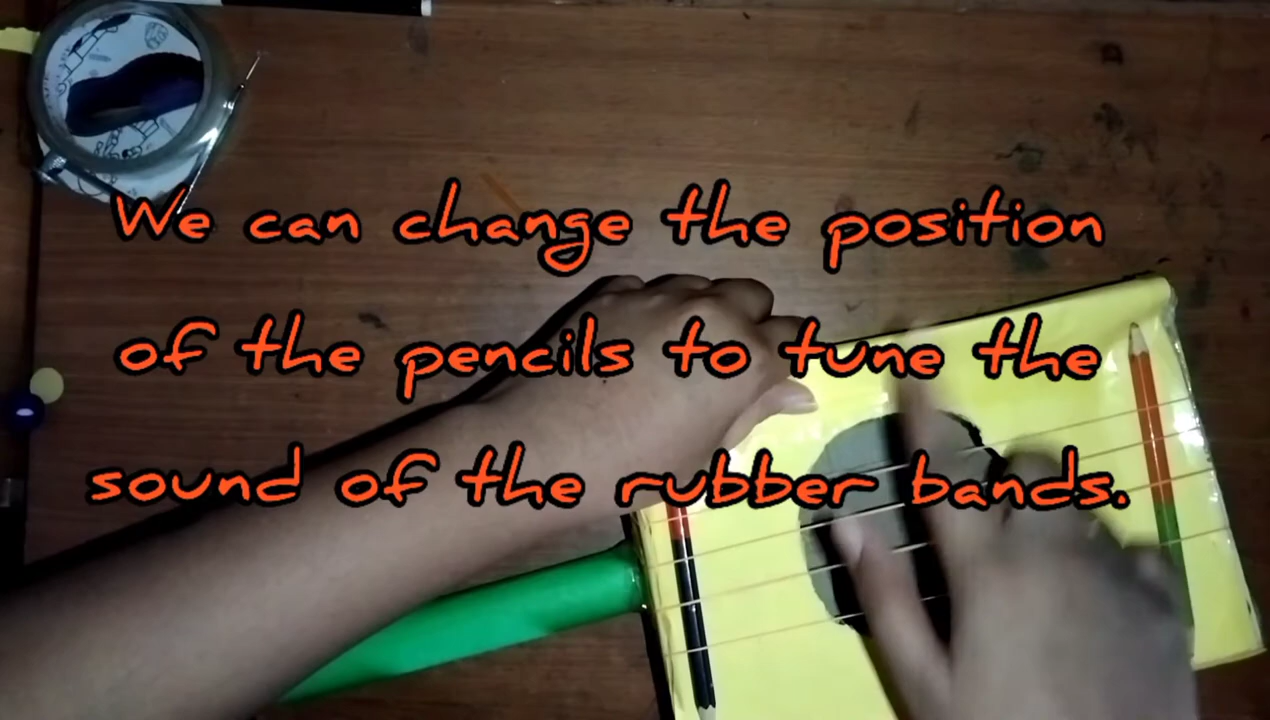 We can change the position
of the pencils to tune the
sound of the rubber bands.